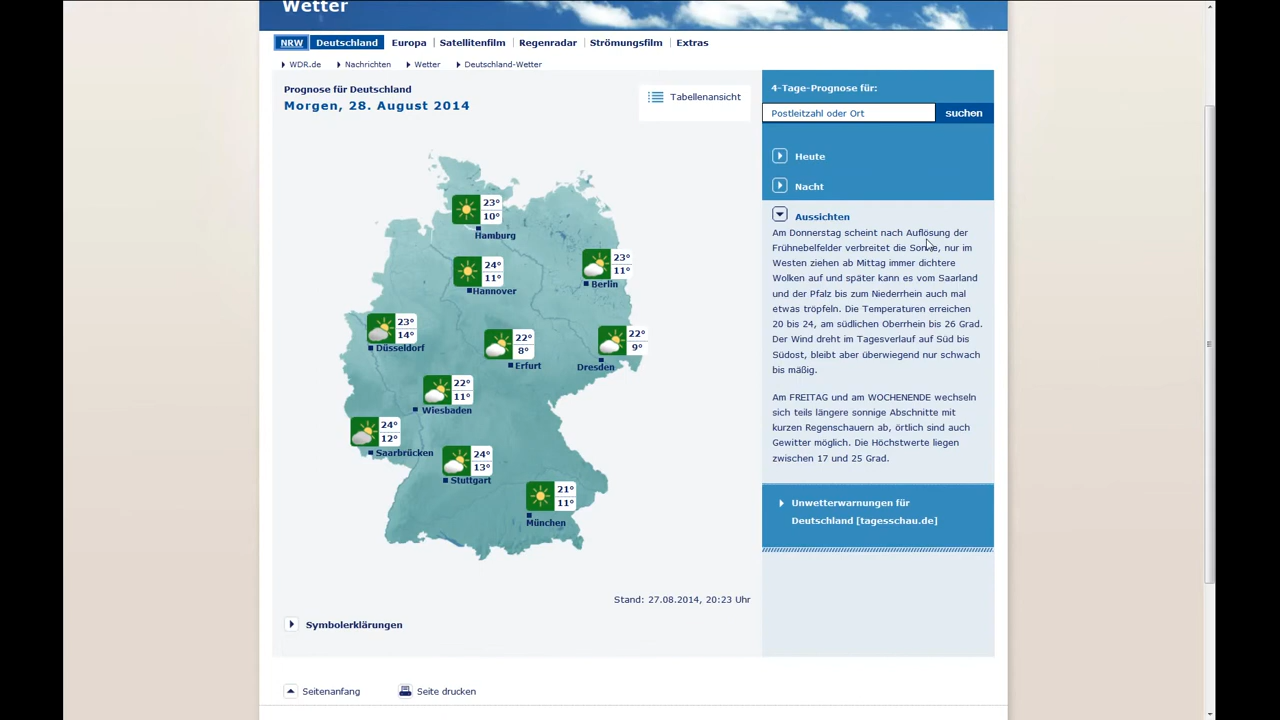 Wetter
NRW Deutschland Europa Satellitenfilm Regenradar Strömungsfilm Extras
WDR.de Nachrichten Wetter Deutschland-Wetter
Prognose für Deutschland
Morgen, 28. August 2014
Tabellenansicht
23°
10°
Hamburg
24°
11°
Hannover
23°
11°
Berlin
23°
14°
Düsseldorf
22°
8°
Erfurt
22°
9°
Dresden
22°
11°
Wiesbaden
24°
12°
Saarbrücken
24°
13°
Stuttgart
21°
11°
München
Stand: 27.08.2014, 20:23 Uhr
Symbolerklärungen
4-Tage-Prognose für:
Postleitzahl oder Ort suchen
Heute
Nacht
Aussichten
Am Donnerstag scheint nach Auflösung der
Frühnebelfelder verbreitet die Sonne, nur im
Westen ziehen ab Mittag immer dichtere
Wolken auf und später kann es vom Saarland
und der Pfalz bis zum Niederrhein auch mal
etwas tröpfeln. Die Temperaturen erreichen
20 bis 24, am südlichen Oberrhein bis 26 Grad.
Der Wind dreht im Tagesverlauf auf Süd bis
Südost, bleibt aber überwiegend nur schwach
bis mäßig.
Am FREITAG und am WOCHENENDE wechseln
sich teils längere sonnige Abschnitte mit
kurzen Regenschauern ab, örtlich sind auch
Gewitter möglich. Die Höchstwerte liegen
zwischen 17 und 25 Grad.
Unwetterwarnungen für
Deutschland [tagesschau.de]
Seitenanfang Seite drucken